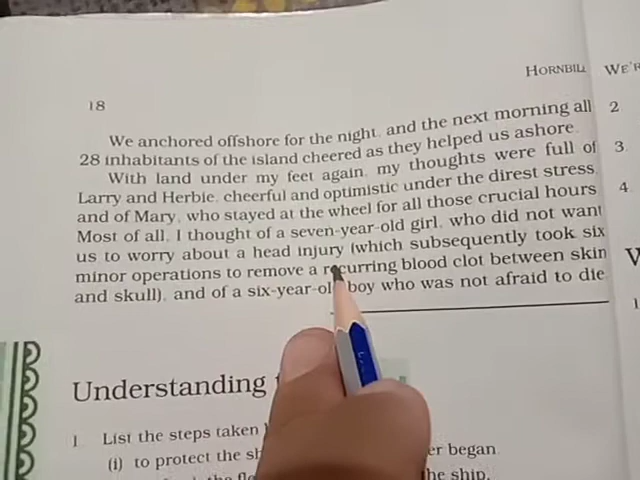 HORNBILL
WE'R
18
We anchored offshore for the night, and the next morning all
28 inhabitants of the island cheered as they helped us ashore.
With land under my feet again, my thoughts were full of
Larry and Herbie, cheerful and optimistic under the direst stress,
and of Mary, who stayed at the wheel for all those crucial hours.
Most of all, I thought of a seven-year-old girl, who did not want
us to worry about a head injury (which subsequently took six
minor operations to remove a recurring blood clot between skin
and skull), and of a six-year-old boy who was not afraid to die.
2
3
4
1
Understanding
1 List the steps taken
(i) to protect the
er began.
the ship.